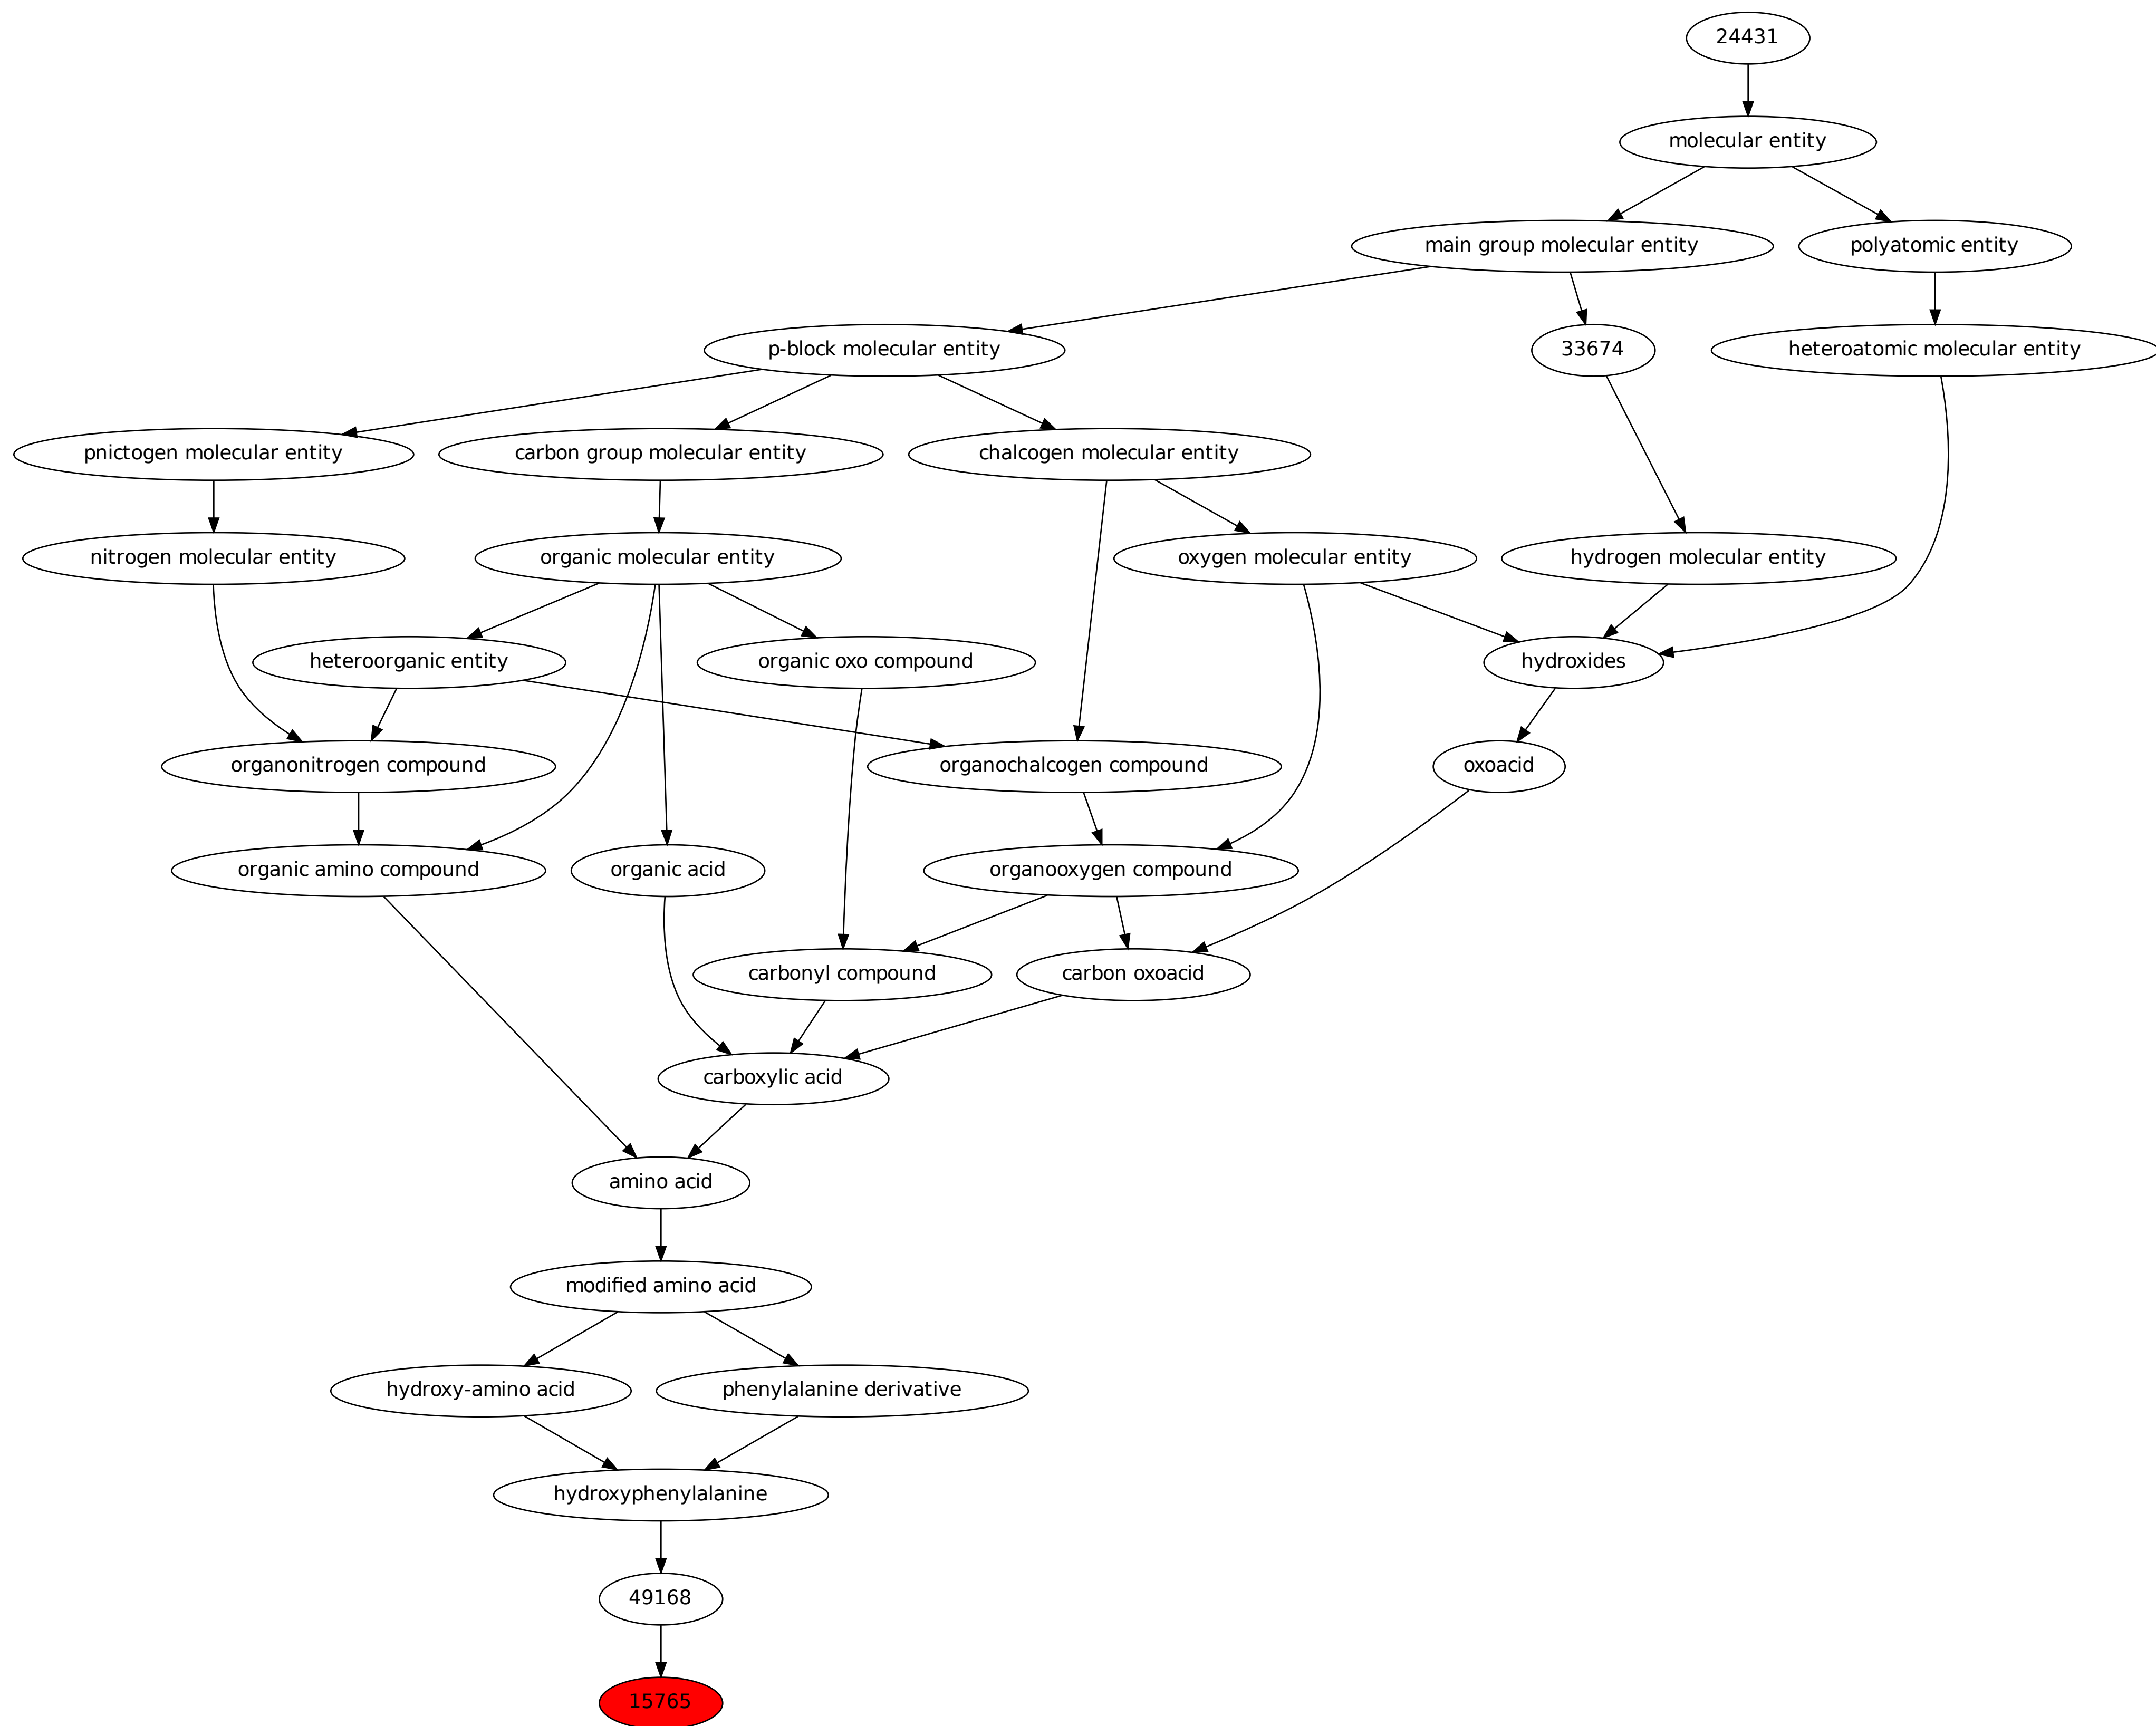 24431
molecular entity
main group molecular entity
polyatomic entity
p-block molecular entity
33674
heteroatomic molecular entity
pnictogen molecular entity
carbon group molecular entity
chalcogen molecular entity
nitrogen molecular entity
organic molecular entity
oxygen molecular entity
hydrogen molecular entity
heteroorganic entity
organic oxo compound
hydroxides
organonitrogen compound
organochalcogen compound
oxoacid
organic amino compound
organic acid
organooxygen compound
carbonyl compound
carbon oxoacid
carboxylic acid
amino acid
modified amino acid
hydroxy-amino acid
phenylalanine derivative
hydroxyphenylalanine
49168
15765